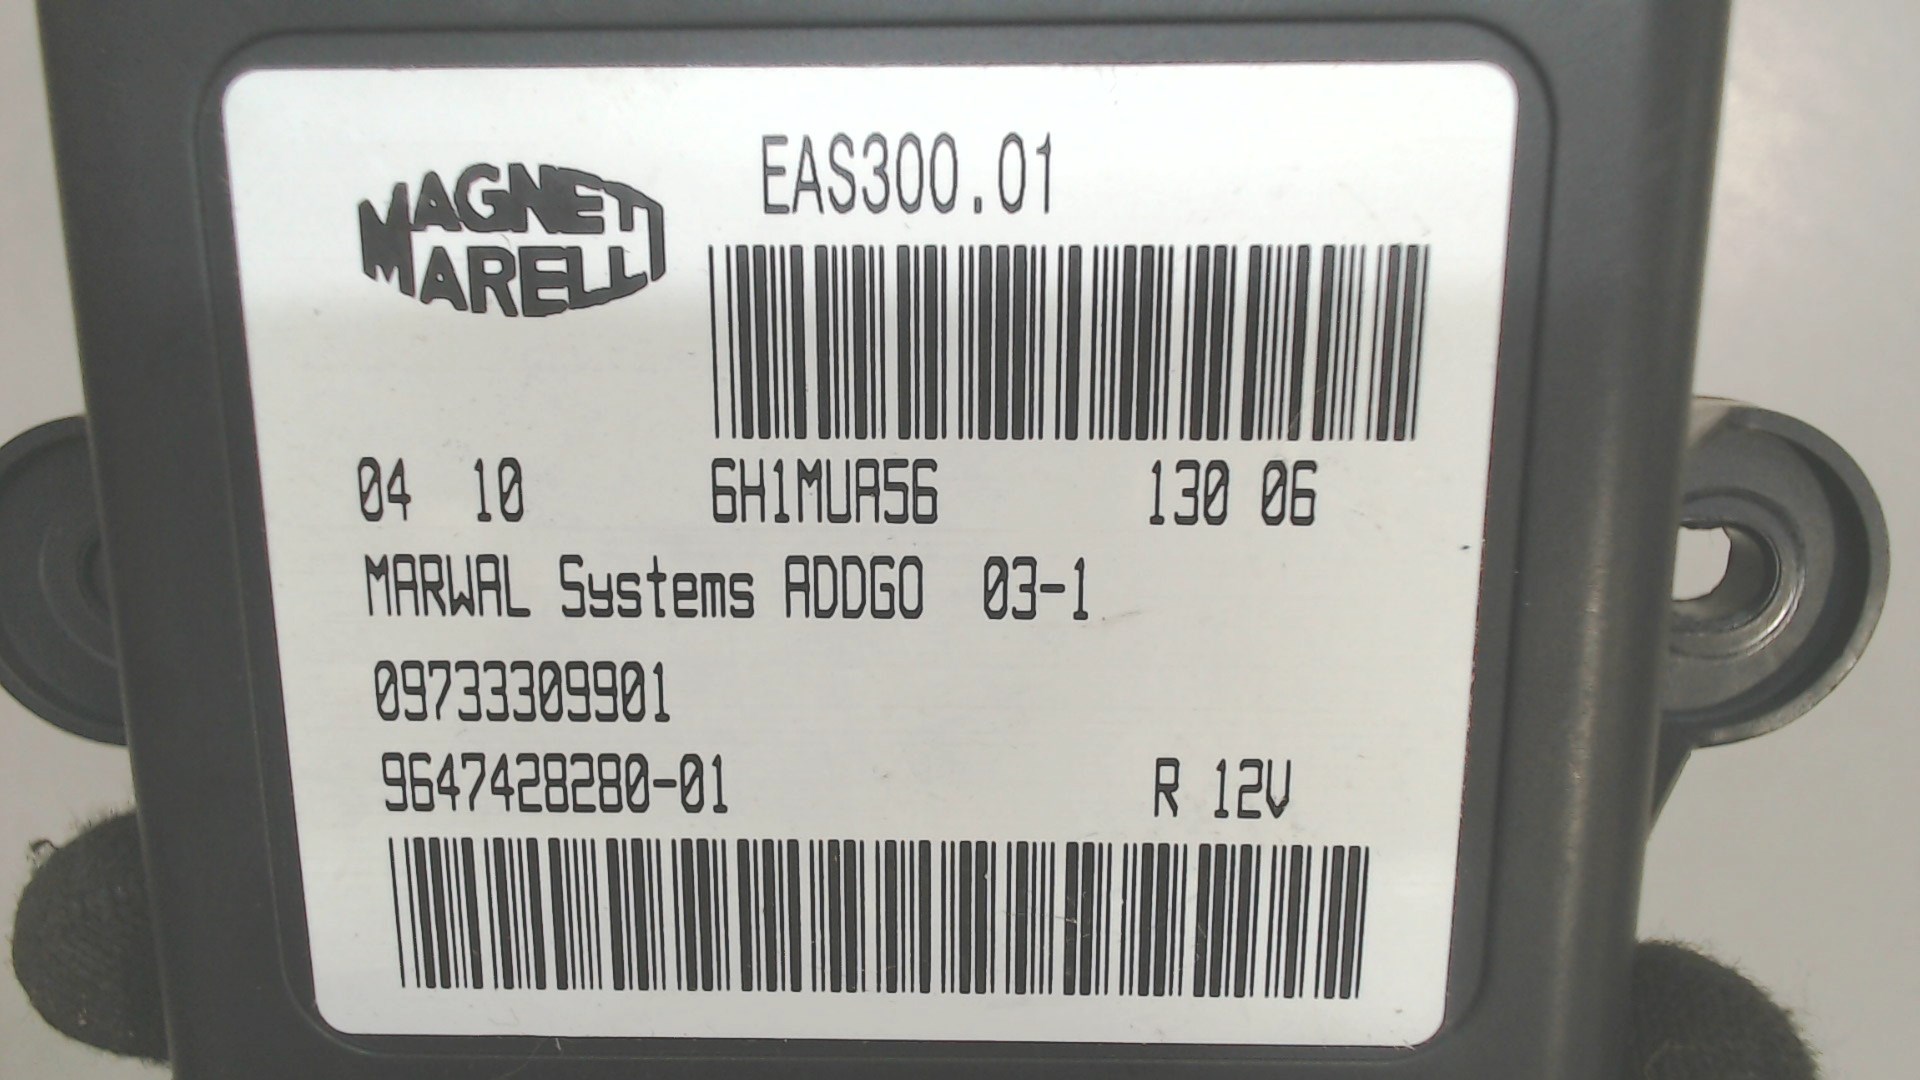 MAGNETI
MARELLI
EAS300.01
04 10 6H1MUA56 130 06
MARWAL Systems ADDGO 03-1
09733309901
9647428280-01 R 12V